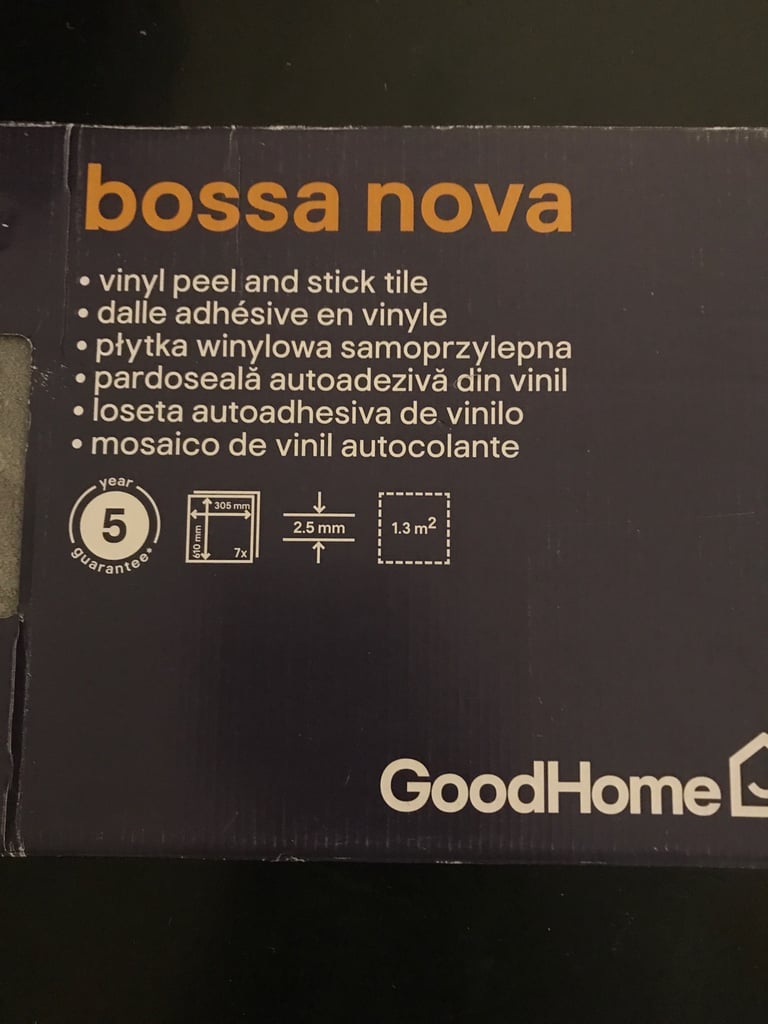 bossa nova
• vinyl peel and stick tile
• dalle adhésive en vinyle
• płytka winylowa samoprzylepna
• pardoseală autoadezivă din vinil
• loseta autoadhesiva de vinilo
• mosaico de vinil autocolante
year
5
guarantee*
305 mm
610 mm
7x
2.5 mm
1.3 m²
GoodHome